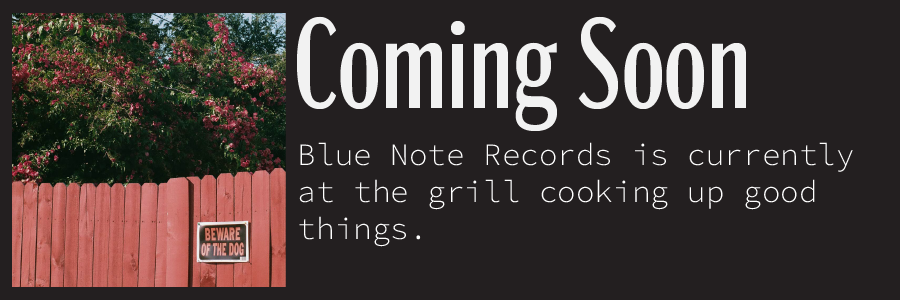 Coming Soon
Blue Note Records is currently
at the grill cooking up good
things.
BEWARE
OF THE DOG